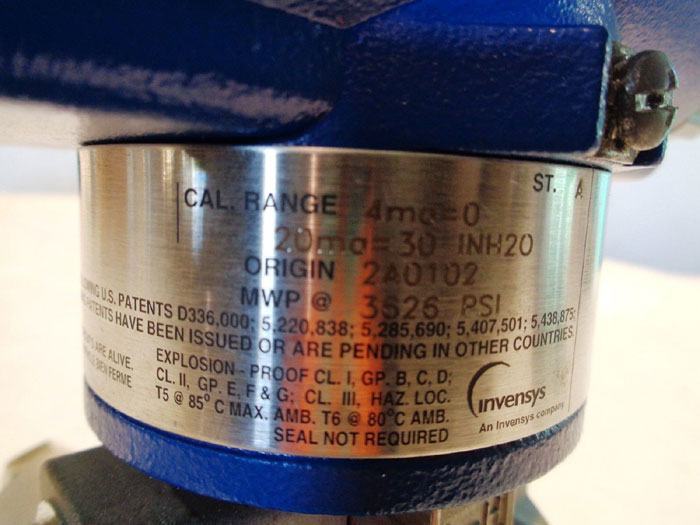 ST. A
CAL. RANGE 4ma=0
20ma=30 INH20
ORIGIN 2A0102
MWP @ 3626 PSI
U.S. PATENTS D336,000; 5,220,838; 5,285,690; 5,407,501; 5,438,875;
PATENTS HAVE BEEN ISSUED OR ARE PENDING IN OTHER COUNTRIES
ARE ALIVE.
BIEN FERME
EXPLOSION - PROOF CL. I, GP. B, C, D;
CL. II, GP. E, F & G; CL. III, HAZ. LOC.
T5 @ 85° C MAX. AMB. T6 @ 80°C AMB.
SEAL NOT REQUIRED
invensys
An Invensys company